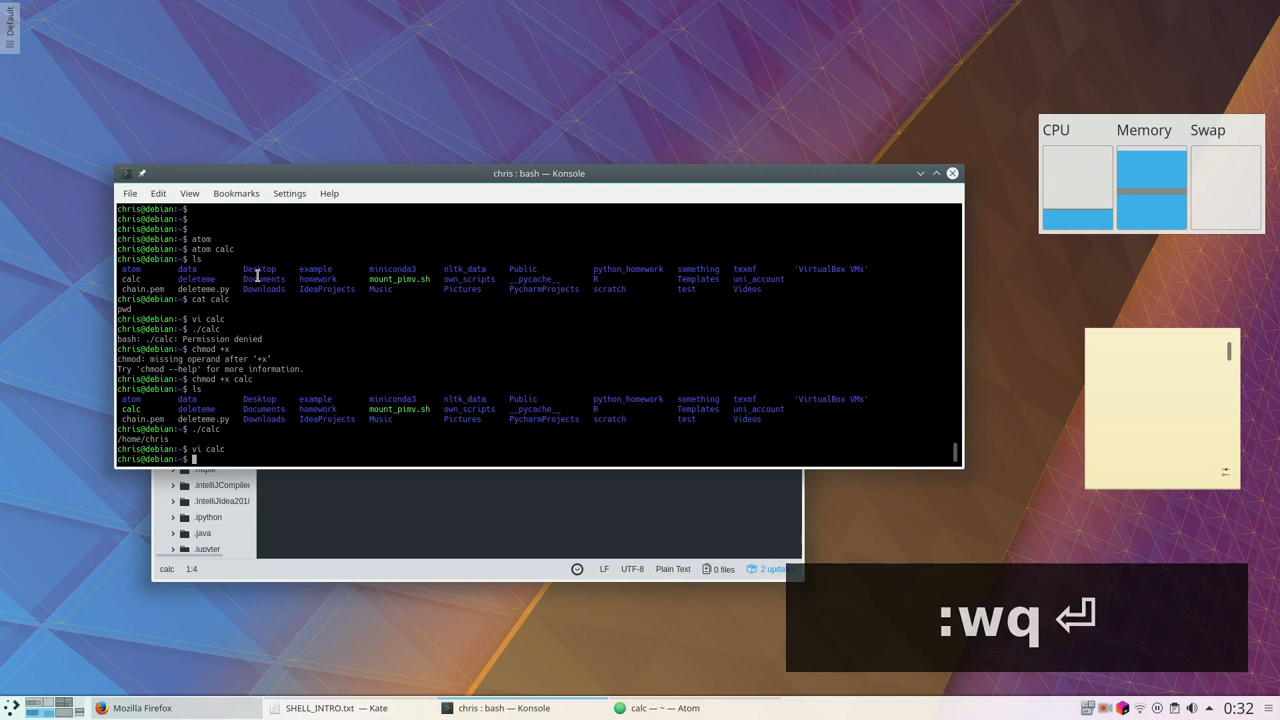 Default
CPU Memory Swap
chris : bash — Konsole
File Edit View Bookmarks Settings Help
chris@debian:~$
chris@debian:~$
chris@debian:~$
chris@debian:~$ atom
chris@debian:~$ atom calc
chris@debian:~$ ls
atom data Desktop example miniconda3 nltk_data Public python_homework something texmf 'VirtualBox VMs'
calc deleteme Documents homework mount_pimv.sh own_scripts __pycache__ R Templates uni_account
chain.pem deleteme.py Downloads IdeaProjects Music Pictures PycharmProjects scratch test Videos
chris@debian:~$ cat calc
pwd
chris@debian:~$ vi calc
chris@debian:~$ ./calc
bash: ./calc: Permission denied
chris@debian:~$ chmod +x
chmod: missing operand after ‘+x’
Try 'chmod --help' for more information.
chris@debian:~$ chmod +x calc
chris@debian:~$ ls
atom data Desktop example miniconda3 nltk_data Public python_homework something texmf 'VirtualBox VMs'
calc deleteme Documents homework mount_pimv.sh own_scripts __pycache__ R Templates uni_account
chain.pem deleteme.py Downloads IdeaProjects Music Pictures PycharmProjects scratch test Videos
chris@debian:~$ ./calc
/home/chris
chris@debian:~$ vi calc
chris@debian:~$
.intelliJCompiler
.IntelliJIdea201
.ipython
.java
.jupyter
calc 1:4 LF UTF-8 Plain Text 0 files 2 upda
:wq ⏎
Mozilla Firefox SHELL_INTRO.txt — Kate chris : bash — Konsole calc — ~ — Atom 0:32